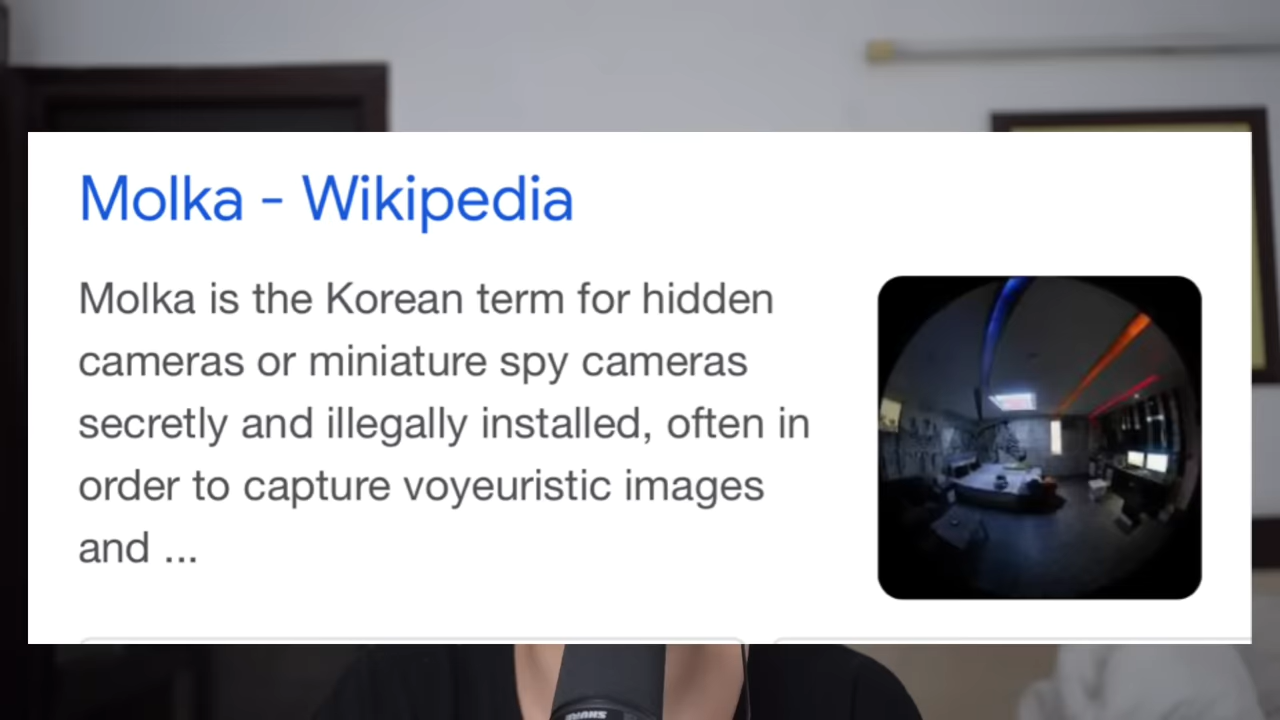 Molka - Wikipedia
Molka is the Korean term for hidden
cameras or miniature spy cameras
secretly and illegally installed, often in
order to capture voyeuristic images
and ...
SHURE